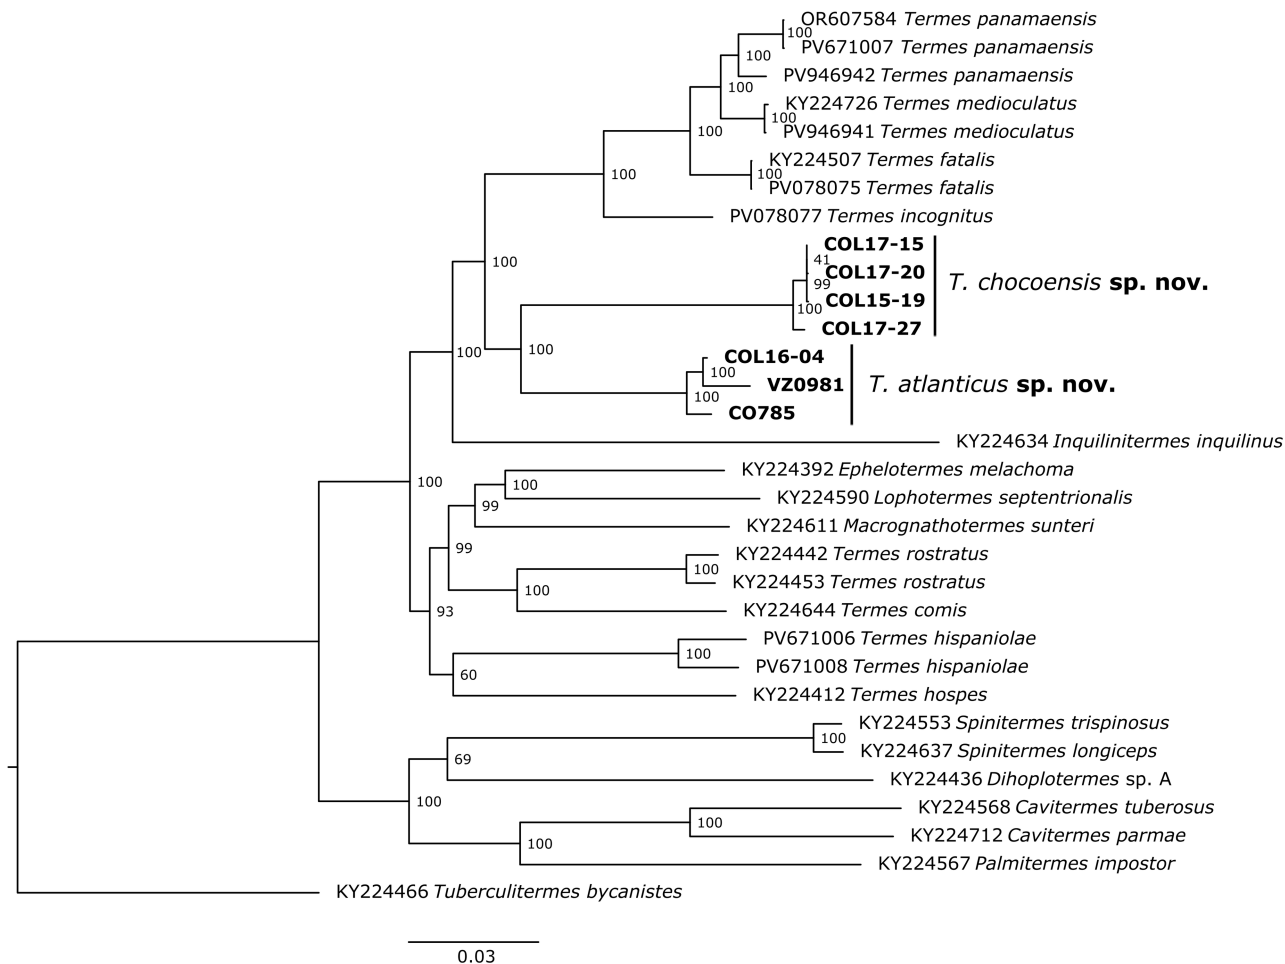 OR607584 Termes panamaensis
100
PV671007 Termes panamaensis
100
PV946942 Termes panamaensis
100
KY224726 Termes medioculatus
100
100
PV946941 Termes medioculatus
KY224507 Termes fatalis
100
100
PV078075 Termes fatalis
PV078077 Termes incognitus
COL17-15
41
100
COL17-20
99
T. chocoensis sp. nov.
COL15-19
100
COL17-27
100
100
COL16-04
100
VZ0981
T. atlanticus sp. nov.
100
CO785
KY224634 Inquilinitermes inquilinus
KY224392 Ephelotermes melachoma
100
100
KY224590 Lophotermes septentrionalis
99
KY224611 Macrognathotermes sunteri
99
KY224442 Termes rostratus
100
KY224453 Termes rostratus
100
KY224644 Termes comis
93
PV671006 Termes hispaniolae
100
PV671008 Termes hispaniolae
60
KY224412 Termes hospes
KY224553 Spinitermes trispinosus
100
KY224637 Spinitermes longiceps
69
KY224436 Dihoplotermes sp. A
100
KY224568 Cavitermes tuberosus
100
KY224712 Cavitermes parmae
100
KY224567 Palmitermes impostor
KY224466 Tuberculitermes bycanistes
0.03